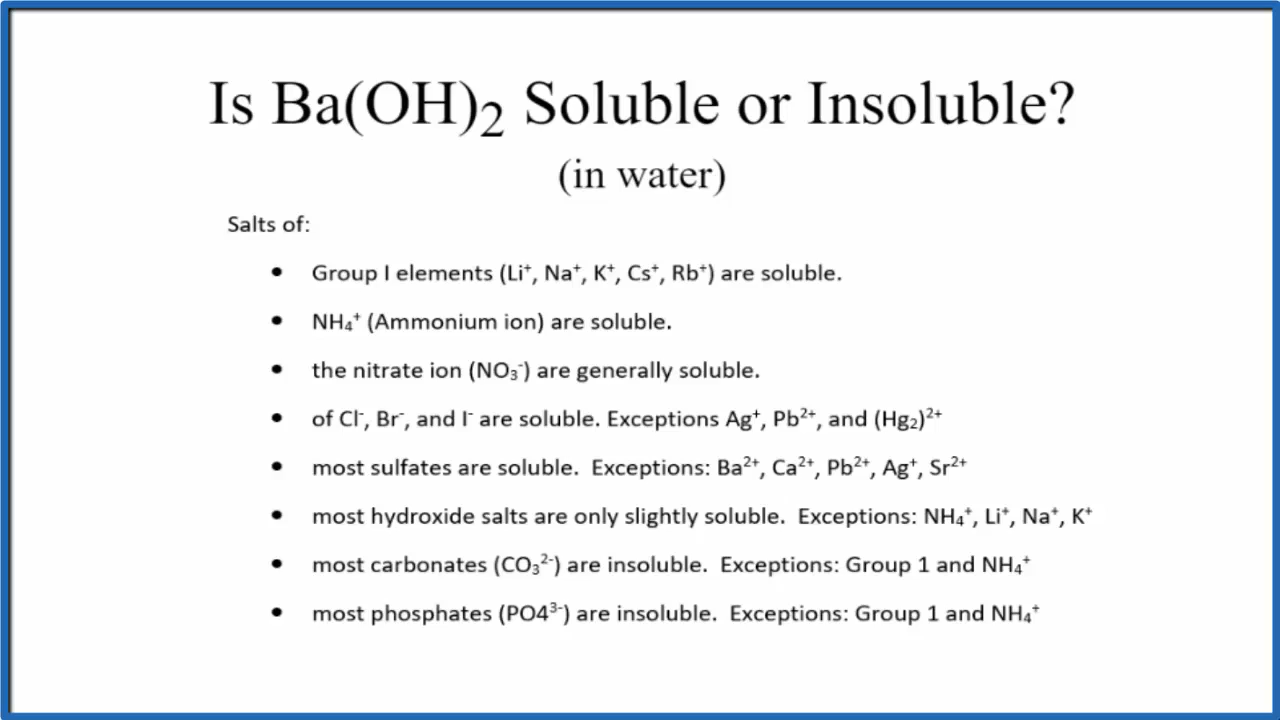 Is Ba(OH)₂ Soluble or Insoluble?
(in water)
Salts of:
• Group I elements (Li⁺, Na⁺, K⁺, Cs⁺, Rb⁺) are soluble.
• NH₄⁺ (Ammonium ion) are soluble.
• the nitrate ion (NO₃⁻) are generally soluble.
• of Cl⁻, Br⁻, and I⁻ are soluble. Exceptions Ag⁺, Pb²⁺, and (Hg₂)²⁺
• most sulfates are soluble. Exceptions: Ba²⁺, Ca²⁺, Pb²⁺, Ag⁺, Sr²⁺
• most hydroxide salts are only slightly soluble. Exceptions: NH₄⁺, Li⁺, Na⁺, K⁺
• most carbonates (CO₃²⁻) are insoluble. Exceptions: Group 1 and NH₄⁺
• most phosphates (PO4³⁻) are insoluble. Exceptions: Group 1 and NH₄⁺